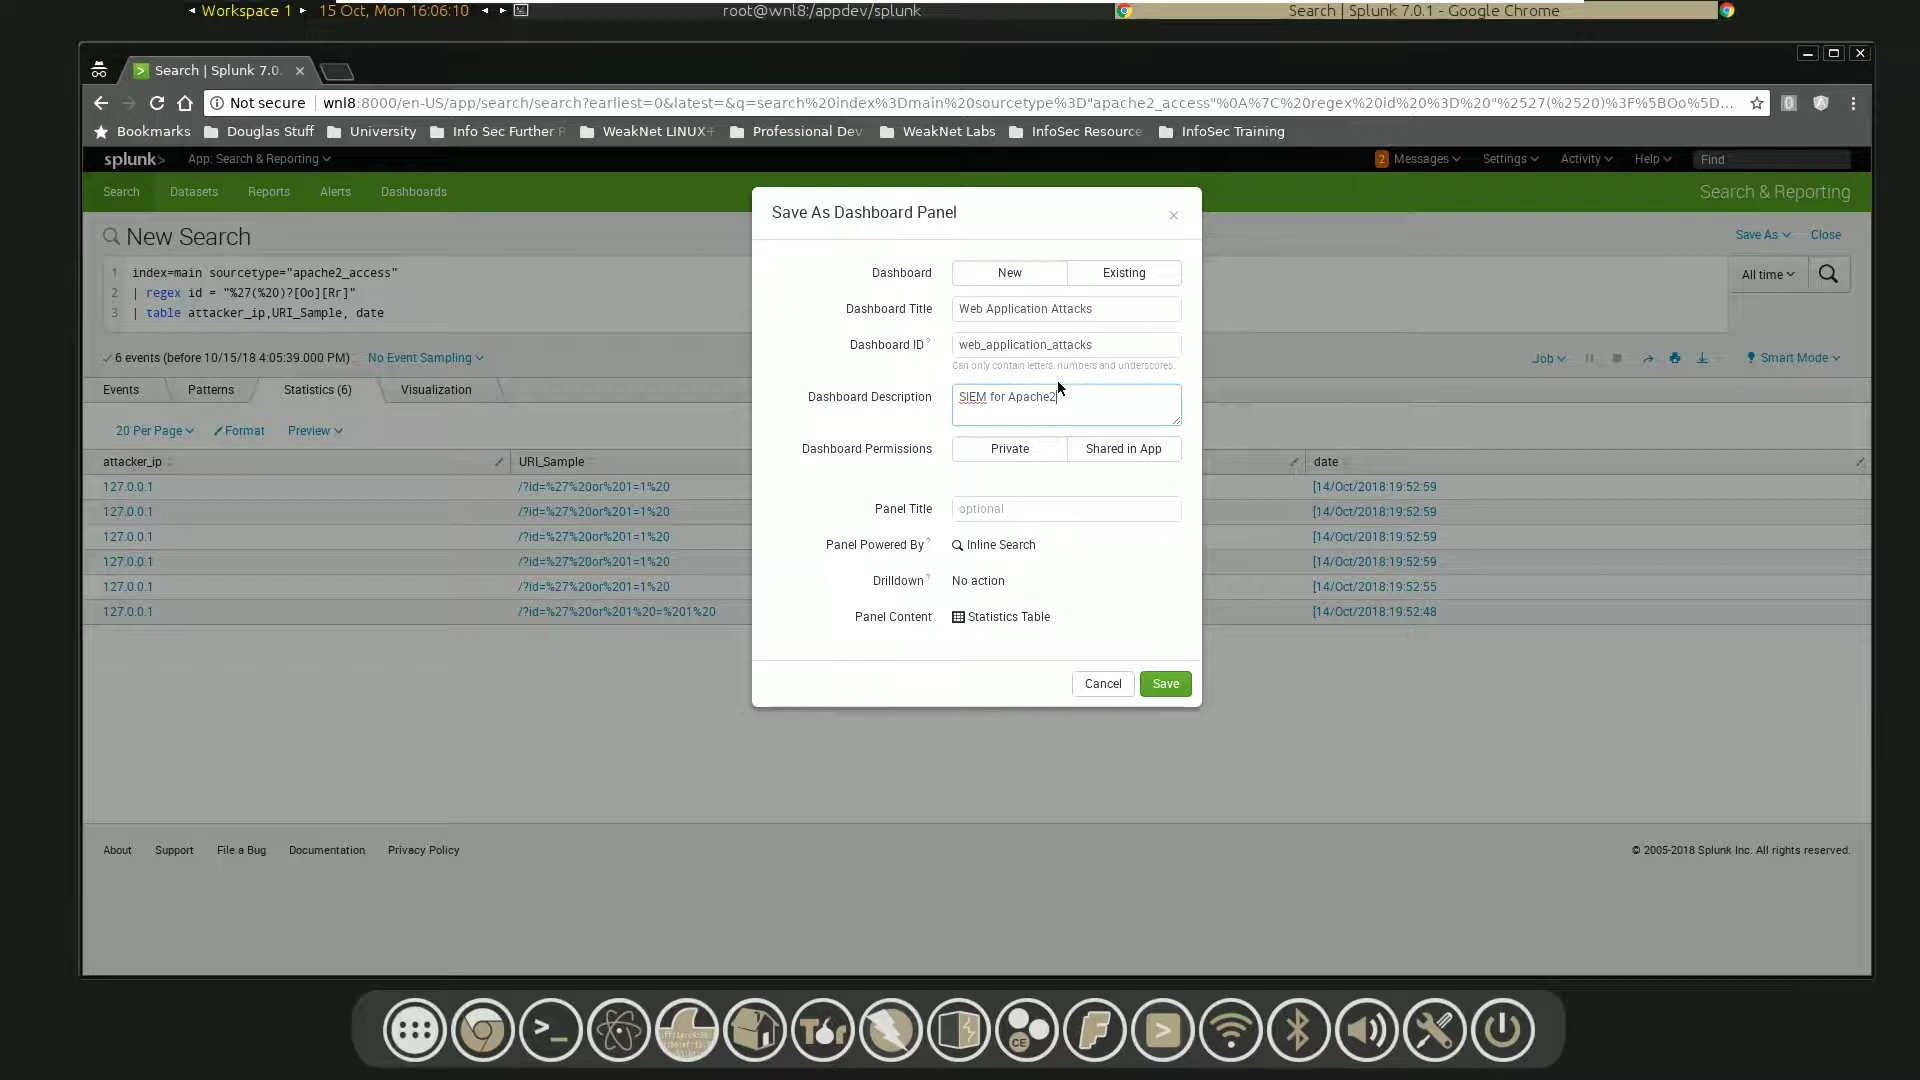 Workspace 1 15 Oct, Mon 16:06:10 root@wnl8:/appdev/splunk Search | Splunk 7.0.1 - Google Chrome
Search | Splunk 7.0.
Not secure wnl8:8000/en-US/app/search/search?earliest=0&latest=&q=search%20index%3Dmain%20sourcetype%3D"apache2_access"%0A%7C%20regex%20id%20%3D%20"%2527(%2520)%3F%5BOo%5D...
Bookmarks Douglas Stuff University Info Sec Further WeakNet LINUX Professional Dev WeakNet Labs InfoSec Resource InfoSec Training
splunk> App: Search & Reporting 2 Messages Settings Activity Help Find
Search Datasets Reports Alerts Dashboards Search & Reporting
New Search Save As Close
1 index=main sourcetype="apache2_access"
2 | regex id = "%27(%20)?[Oo][Rr]"
3 | table attacker_ip,URI_Sample, date
All time
6 events (before 10/15/18 4:05:39.000 PM) No Event Sampling Job Smart Mode
Events Patterns Statistics (6) Visualization
20 Per Page Format Preview
attacker_ip URI_Sample date
127.0.0.1 /?id=%27%20or%201=1%20 [14/Oct/2018:19:52:59
127.0.0.1 /?id=%27%20or%201=1%20 [14/Oct/2018:19:52:59
127.0.0.1 /?id=%27%20or%201=1%20 [14/Oct/2018:19:52:59
127.0.0.1 /?id=%27%20or%201=1%20 [14/Oct/2018:19:52:59
127.0.0.1 /?id=%27%20or%201=1%20 [14/Oct/2018:19:52:55
127.0.0.1 /?id=%27%20or%201%20=%201%20 [14/Oct/2018:19:52:48
Save As Dashboard Panel ×
Dashboard New Existing
Dashboard Title Web Application Attacks
Dashboard ID ? web_application_attacks
Can only contain letters, numbers and underscores.
Dashboard Description SIEM for Apache2
Dashboard Permissions Private Shared in App
Panel Title optional
Panel Powered By ? Inline Search
Drilldown ? No action
Panel Content Statistics Table
Cancel Save
About Support File a Bug Documentation Privacy Policy © 2005-2018 Splunk Inc. All rights reserved.
Tor
CE
F